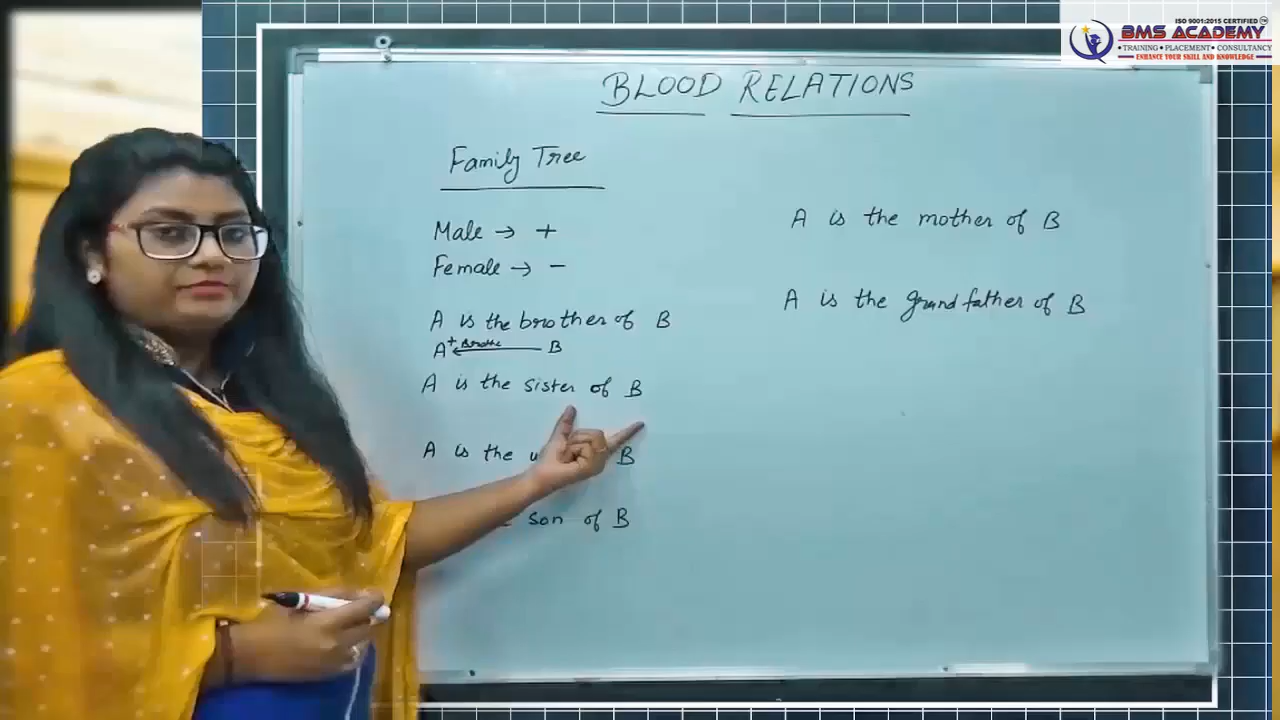 ISO 9001:2015 CERTIFIED TM
BMS ACADEMY
• TRAINING • PLACEMENT • CONSULTANCY
ENHANCE YOUR SKILL AND KNOWLEDGE
BLOOD RELATIONS
Family Tree
Male → +
Female → -
A is the brother of B
A+ ← B
A is the sister of B
A is the B
son of B
A is the mother of B
A is the grandfather of B